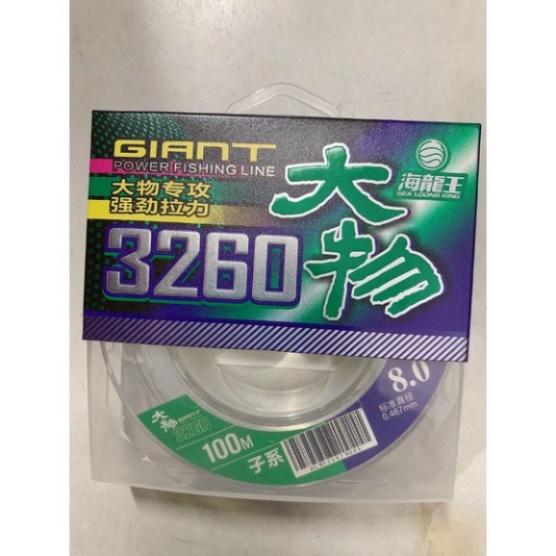 GIANT
POWER FISHING LINE
大物专攻
强劲拉力
3260
大物
海龍王
SEA LOONG KING
大物
GIANT
3260
100M
子系
8.0
标准直径
0.467mm